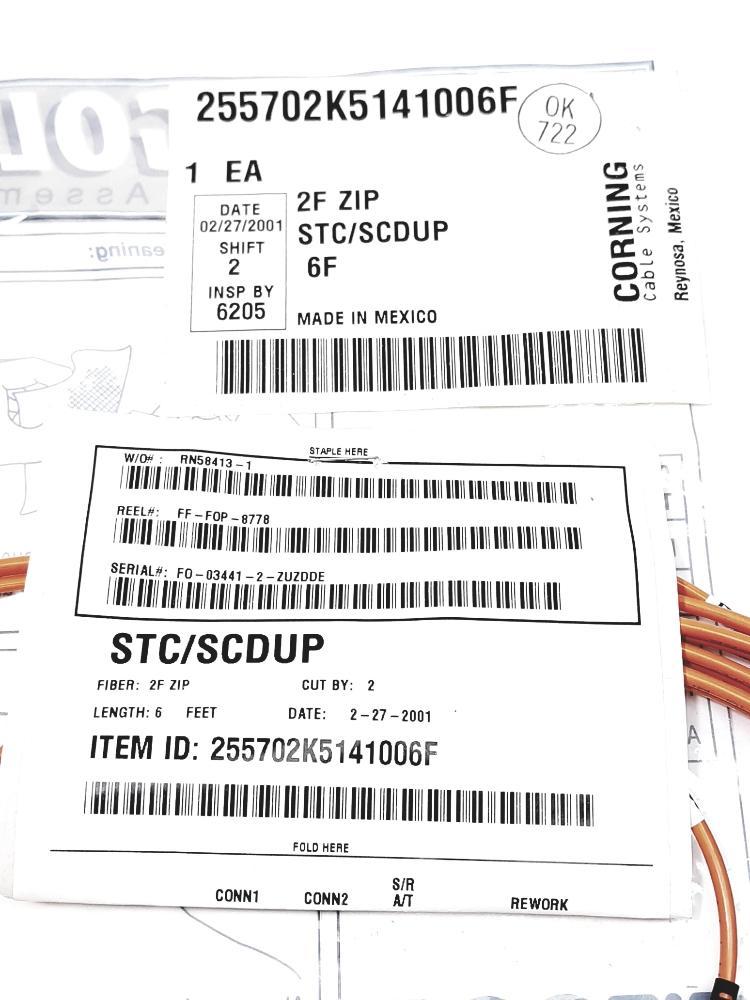 255702K5141006F
OK
722
1 EA
DATE
02/27/2001
SHIFT
2
INSP BY
6205
2F ZIP
STC/SCDUP
6F
MADE IN MEXICO
CORNING
Cable Systems
Reynosa, Mexico
eaning:
STAPLE HERE
W/O# : RN58413-1
REEL#: FF-FOP-8778
SERIAL#: FO-03441-2-ZUZDDE
STC/SCDUP
FIBER: 2F ZIP CUT BY: 2
LENGTH: 6 FEET DATE: 2-27-2001
ITEM ID: 255702K5141006F
FOLD HERE
CONN1 CONN2 S/R A/T REWORK